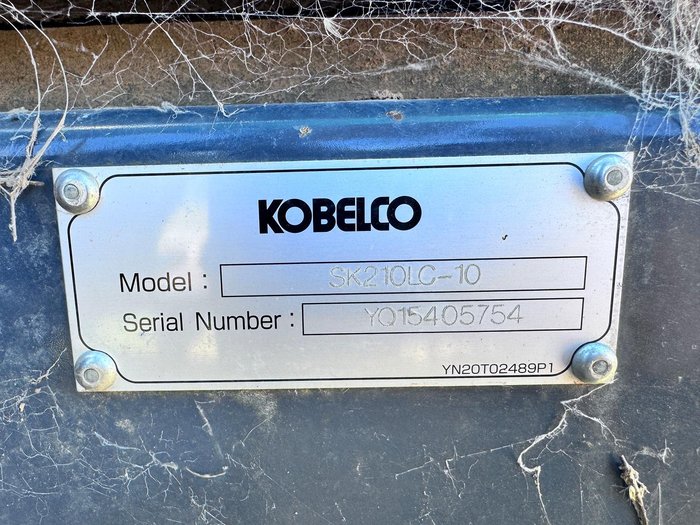 KOBELCO
Model : SK210LC-10
Serial Number : YQ15405754
YN20T02489P1